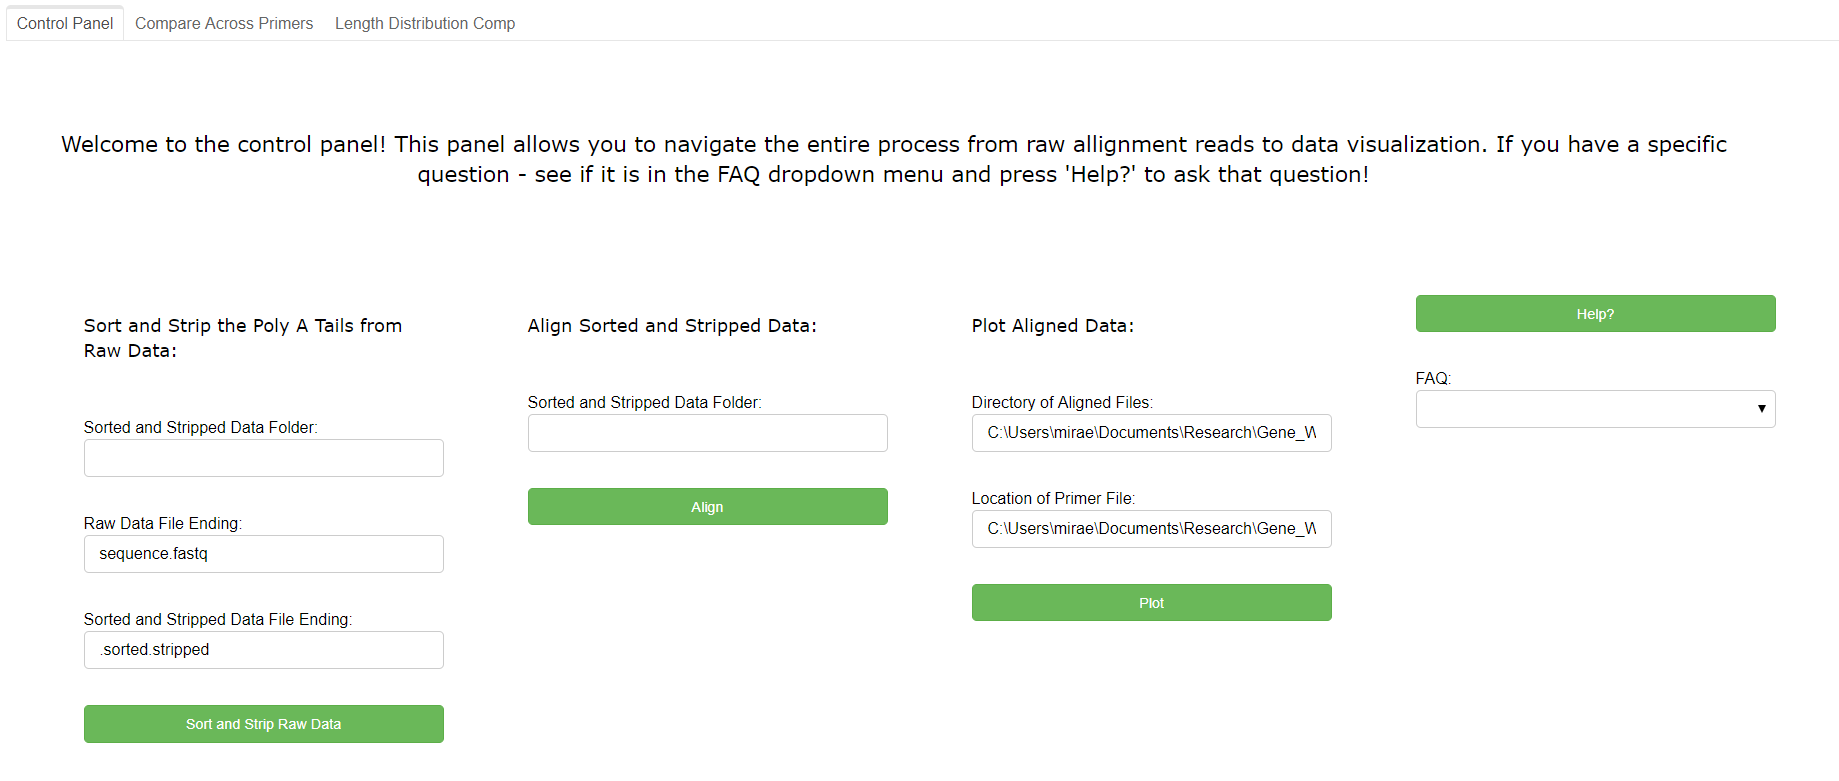 Control Panel Compare Across Primers Length Distribution Comp
Welcome to the control panel! This panel allows you to navigate the entire process from raw allignment reads to data visualization. If you have a specific
question - see if it is in the FAQ dropdown menu and press 'Help?' to ask that question!
Sort and Strip the Poly A Tails from
Raw Data:
Sorted and Stripped Data Folder:
Raw Data File Ending:
sequence.fastq
Sorted and Stripped Data File Ending:
.sorted.stripped
Sort and Strip Raw Data
Align Sorted and Stripped Data:
Sorted and Stripped Data Folder:
Align
Plot Aligned Data:
Directory of Aligned Files:
C:\Users\mirae\Documents\Research\Gene_W
Location of Primer File:
C:\Users\mirae\Documents\Research\Gene_W
Plot
Help?
FAQ: